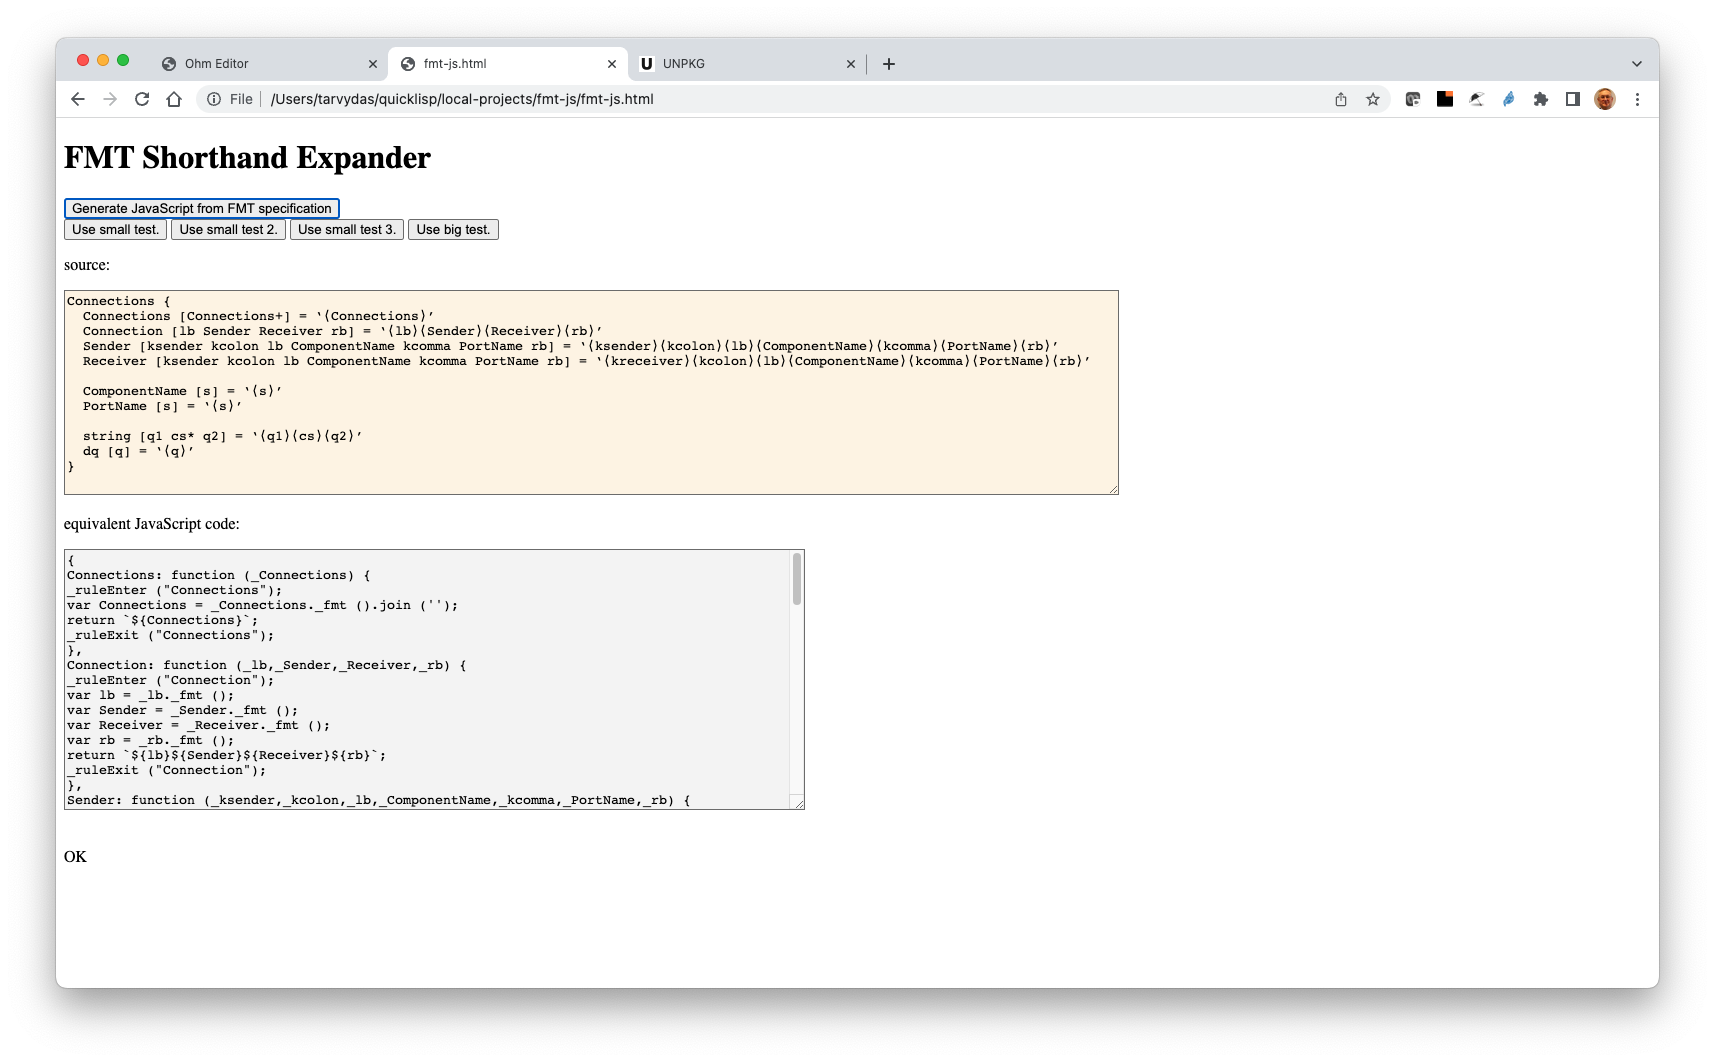 Ohm Editor
fmt-js.html
UNPKG
File /Users/tarvydas/quicklisp/local-projects/fmt-js/fmt-js.html
FMT Shorthand Expander
Generate JavaScript from FMT specification
Use small test. Use small test 2. Use small test 3. Use big test.
source:
Connections {
  Connections [Connections+] = ‘⟨Connections⟩’
  Connection [lb Sender Receiver rb] = ‘⟨lb⟩⟨Sender⟩⟨Receiver⟩⟨rb⟩’
  Sender [ksender kcolon lb ComponentName kcomma PortName rb] = ‘⟨ksender⟩⟨kcolon⟩⟨lb⟩⟨ComponentName⟩⟨kcomma⟩⟨PortName⟩⟨rb⟩’
  Receiver [ksender kcolon lb ComponentName kcomma PortName rb] = ‘⟨kreceiver⟩⟨kcolon⟩⟨lb⟩⟨ComponentName⟩⟨kcomma⟩⟨PortName⟩⟨rb⟩’
  ComponentName [s] = ‘⟨s⟩’
  PortName [s] = ‘⟨s⟩’
  string [q1 cs* q2] = ‘⟨q1⟩⟨cs⟩⟨q2⟩’
  dq [q] = ‘⟨q⟩’
}
equivalent JavaScript code:
{
Connections: function (_Connections) {
_ruleEnter ("Connections");
var Connections = _Connections._fmt ().join ('');
return `${Connections}`;
_ruleExit ("Connections");
},
Connection: function (_lb,_Sender,_Receiver,_rb) {
_ruleEnter ("Connection");
var lb = _lb._fmt ();
var Sender = _Sender._fmt ();
var Receiver = _Receiver._fmt ();
var rb = _rb._fmt ();
return `${lb}${Sender}${Receiver}${rb}`;
_ruleExit ("Connection");
},
Sender: function (_ksender,_kcolon,_lb,_ComponentName,_kcomma,_PortName,_rb) {
OK